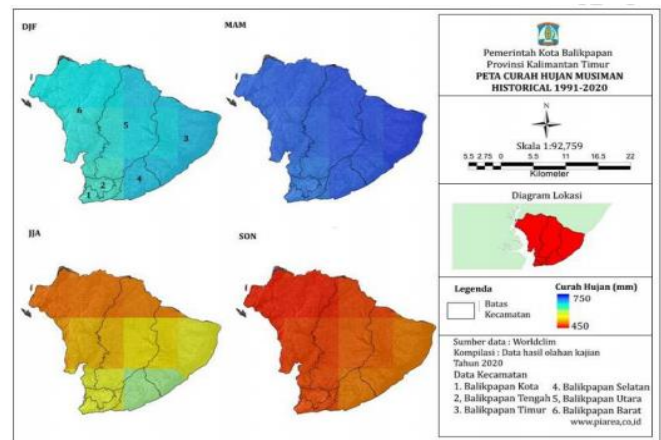 DJF
MAM
6
5
3
4
2
1
JJA
SON
Pemerintah Kota Balikpapan
Provinsi Kalimantan Timur
PETA CURAH HUJAN MUSIMAN
HISTORICAL 1991-2020
N
Skala 1:92,759
5.5 2.75 0 5.5 11 16.5 22
Kilometer
Diagram Lokasi
Legenda
Batas
Kecamatan
Curah Hujan (mm)
750
450
Sumber data : Worldclim
Kompilasi : Data hasil olahan kajian
Tahun 2020
Data Kecamatan
1. Balikpapan Kota 4. Balikpapan Selatan
2, Balikpapan Tengah 5, Balikpapan Utara
3. Balikpapan Timur 6. Balikpapan Barat
www.piarea,co,id